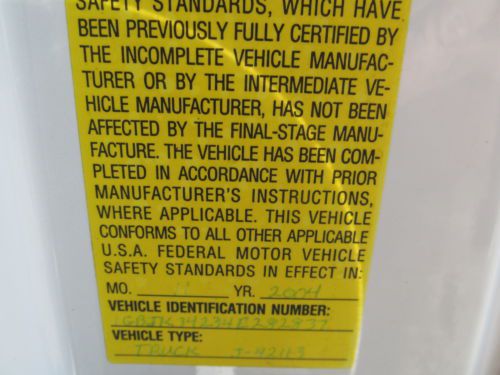 SAFETY STANDARDS, WHICH HAVE
BEEN PREVIOUSLY FULLY CERTIFIED BY
THE INCOMPLETE VEHICLE MANUFAC-
TURER OR BY THE INTERMEDIATE VE-
HICLE MANUFACTURER, HAS NOT BEEN
AFFECTED BY THE FINAL-STAGE MANU-
FACTURE. THE VEHICLE HAS BEEN COM-
PLETED IN ACCORDANCE WITH PRIOR
MANUFACTURER'S INSTRUCTIONS,
WHERE APPLICABLE. THIS VEHICLE
CONFORMS TO ALL OTHER APPLICABLE
U.S.A. FEDERAL MOTOR VEHICLE
SAFETY STANDARDS IN EFFECT IN:
MO. 11 YR. 2004
VEHICLE IDENTIFICATION NUMBER:
VEHICLE TYPE:
TRUCK J-42113